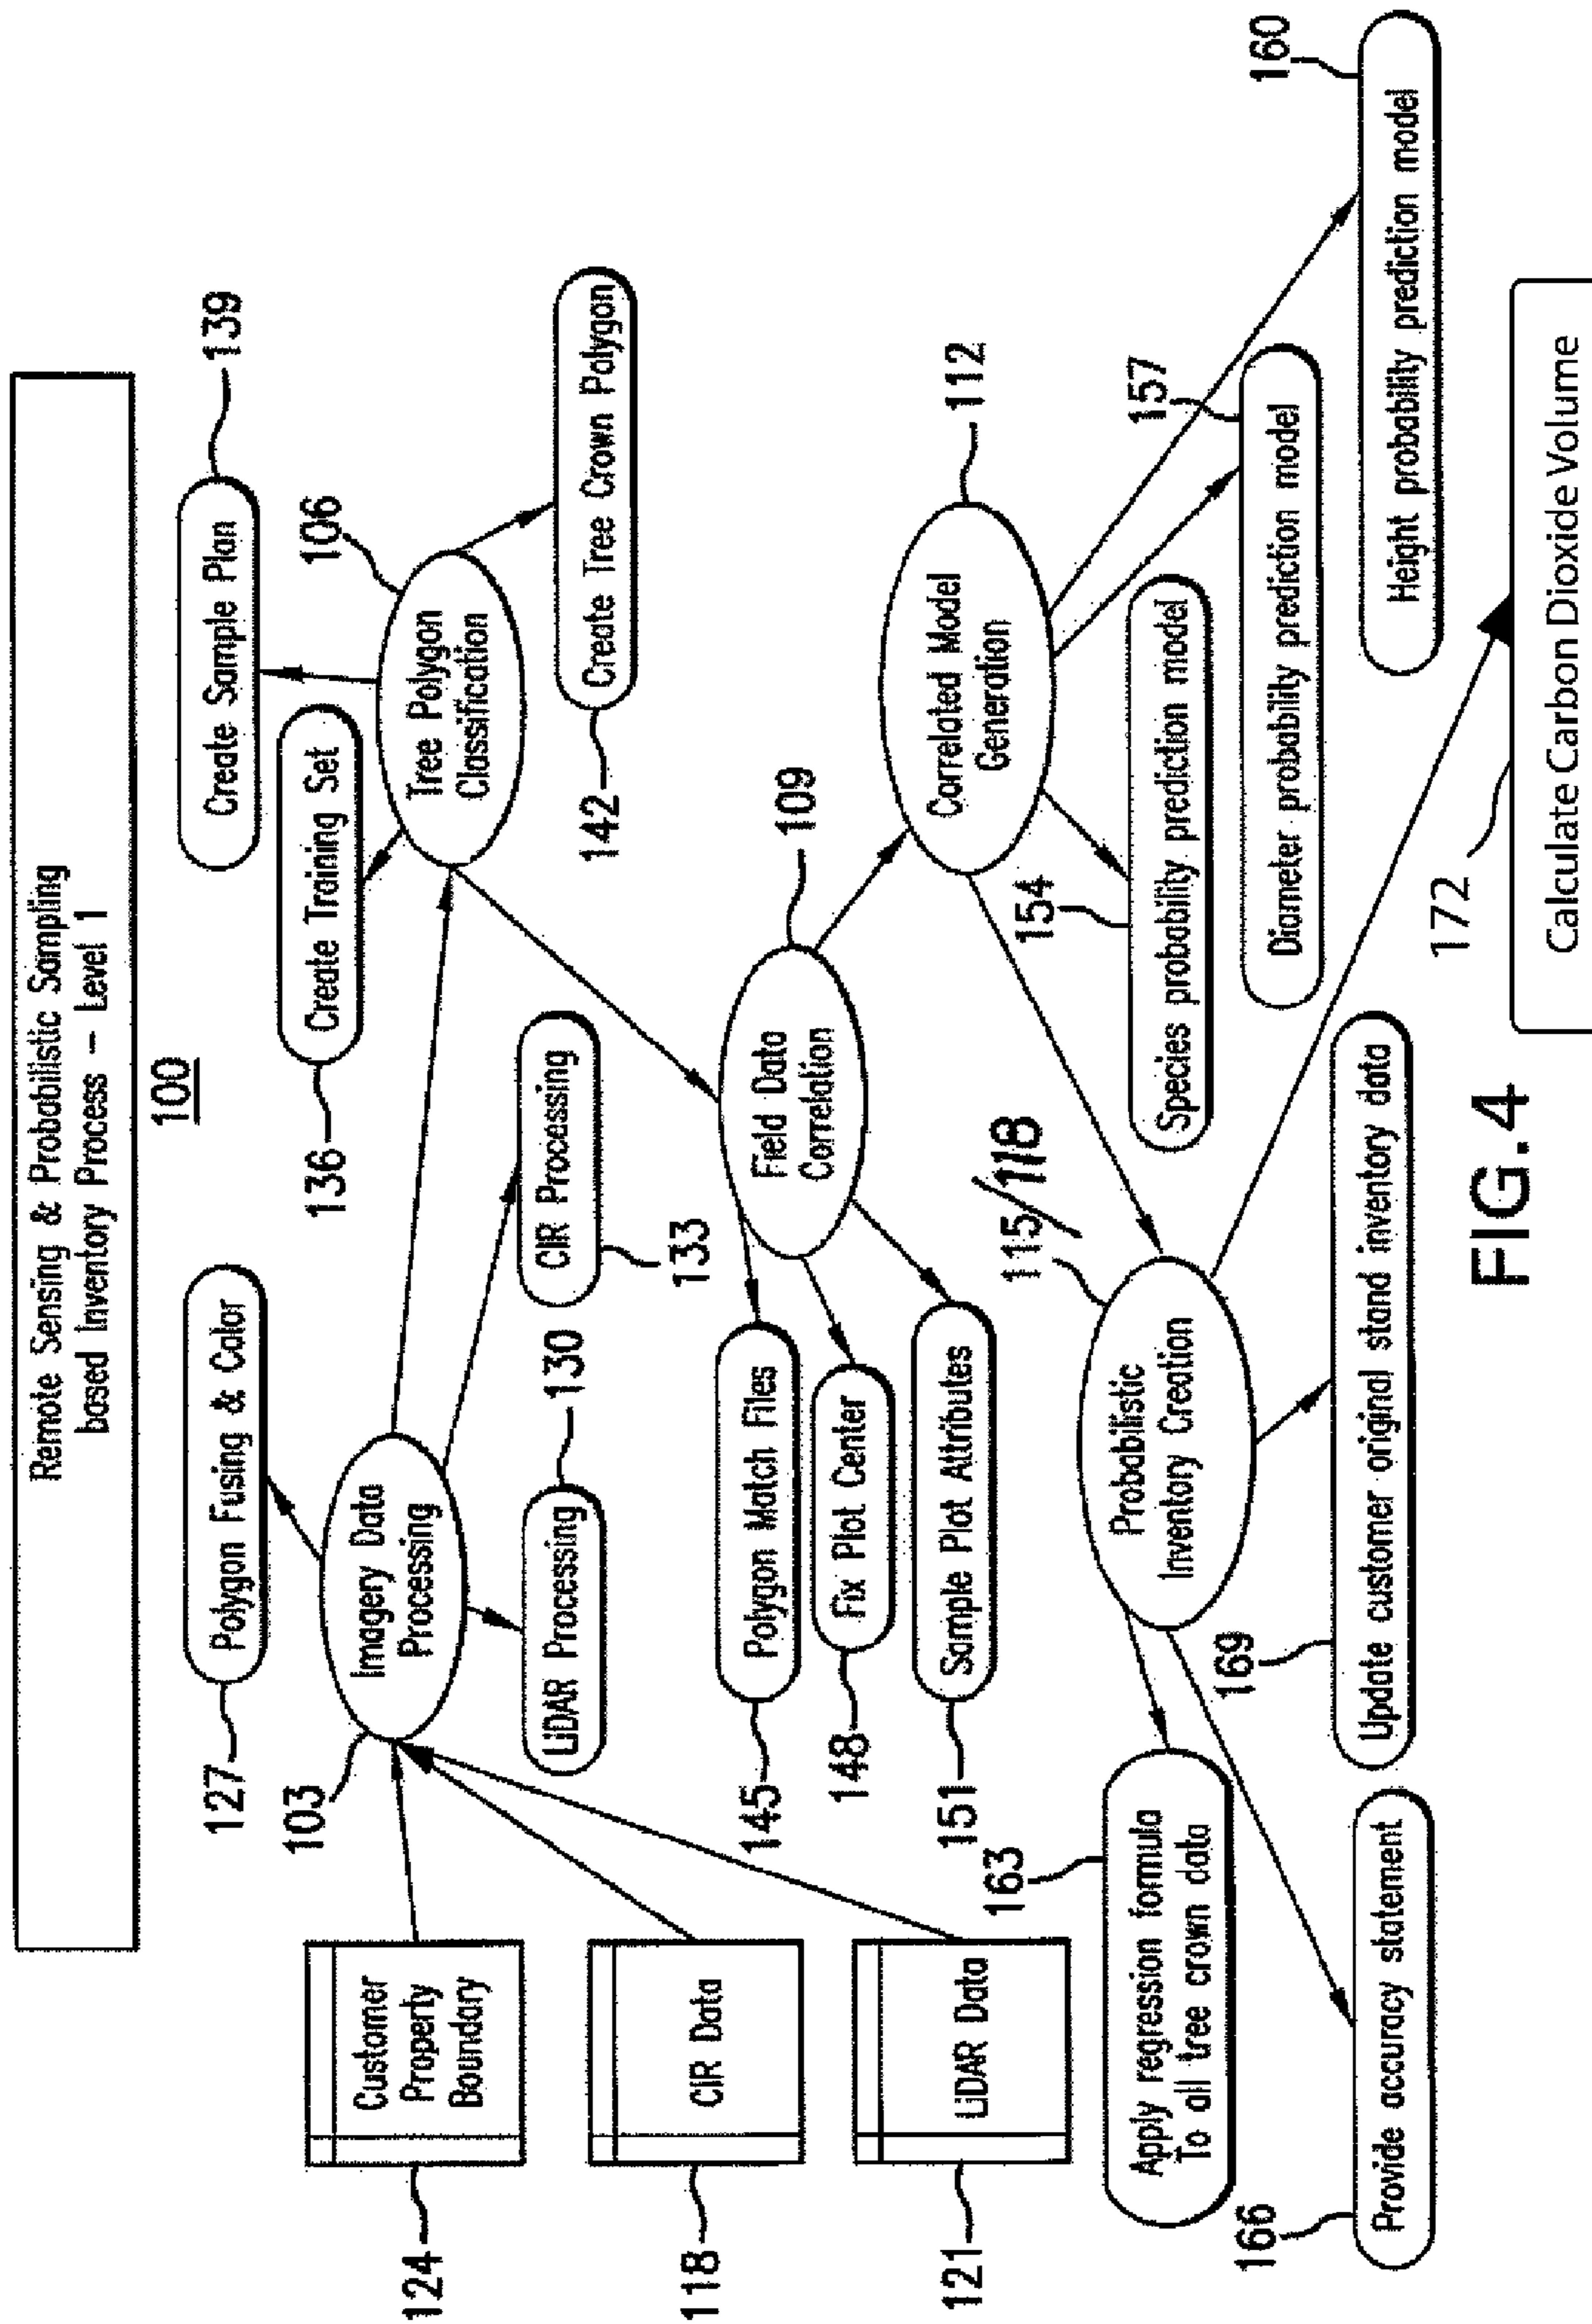 Remote Sensing & Probabilistic Sampling
based Inventory Process – Level 1
100
127
Polygon Fusing & Color
139
Create Sample Plan
136
Create Training Set
106
Tree Polygon
Classification
142
Create Tree Crown Polygon
103
Imagery Data
Processing
LiDAR Processing
130
CIR Processing
133
124
Customer
Property
Boundary
118
CIR Data
121
LiDAR Data
109
Field Data
Correlation
145
Polygon Match Files
148
Fix Plot Center
151
Sample Plot Attributes
112
Correlated Model
Generation
154
Species probability prediction model
157
Diameter probability prediction model
160
Height probability prediction model
115/118
Probabilistic
Inventory Creation
163
Apply regression formula
To all tree crown data
166
Provide accuracy statement
169
Update customer original stand inventory data
172
Calculate Carbon Dioxide Volume
FIG.4